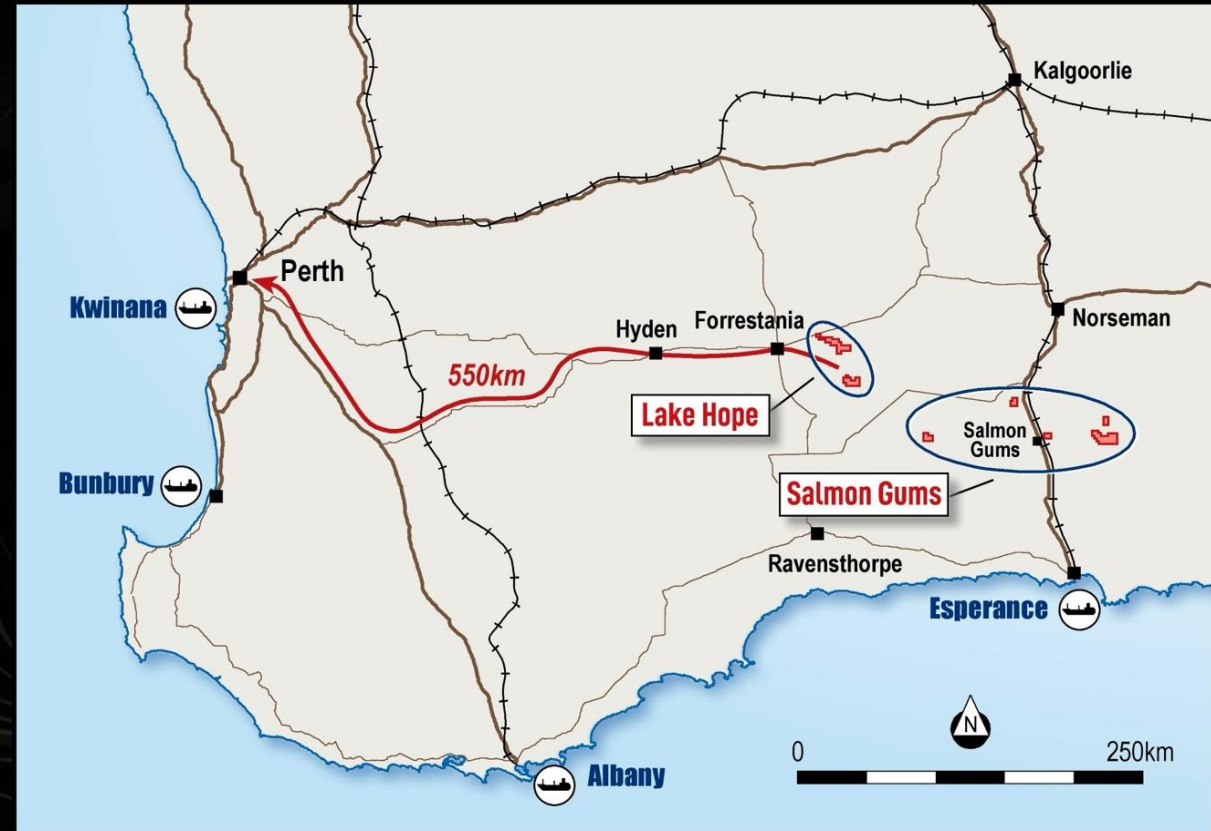 Kalgoorlie
Perth
Kwinana
Hyden
Forrestania
Norseman
550km
Lake Hope
Salmon
Gums
Bunbury
Salmon Gums
Ravensthorpe
Esperance
N
0
250km
Albany